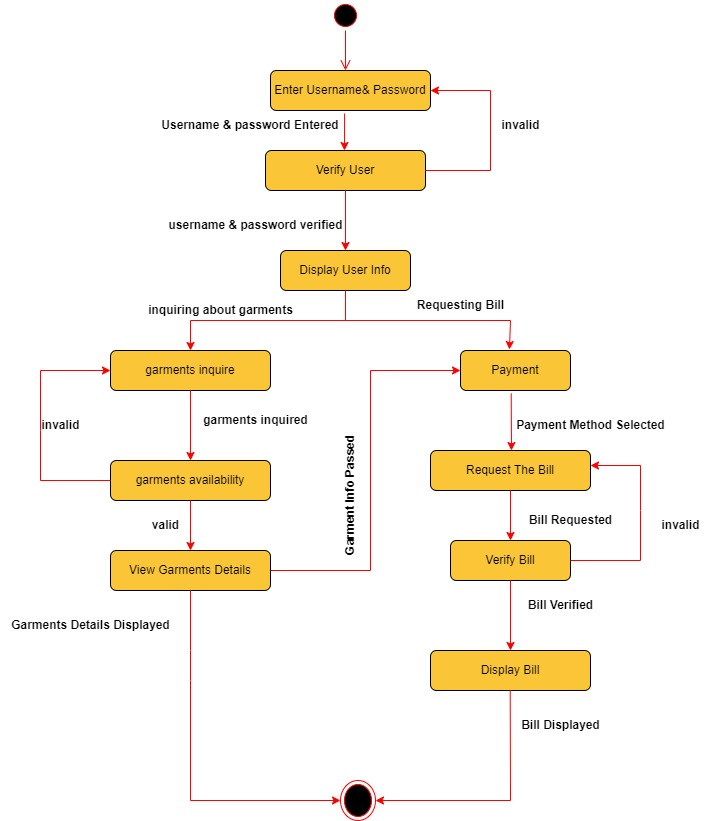 Enter Username& Password
Username & password Entered
invalid
Verify User
username & password verified
Display User Info
inquiring about garments
Requesting Bill
garments inquire
Payment
invalid
garments inquired
Payment Method Selected
Garment Info Passed
garments availability
Request The Bill
valid
Bill Requested
invalid
View Garments Details
Verify Bill
Garments Details Displayed
Bill Verified
Display Bill
Bill Displayed